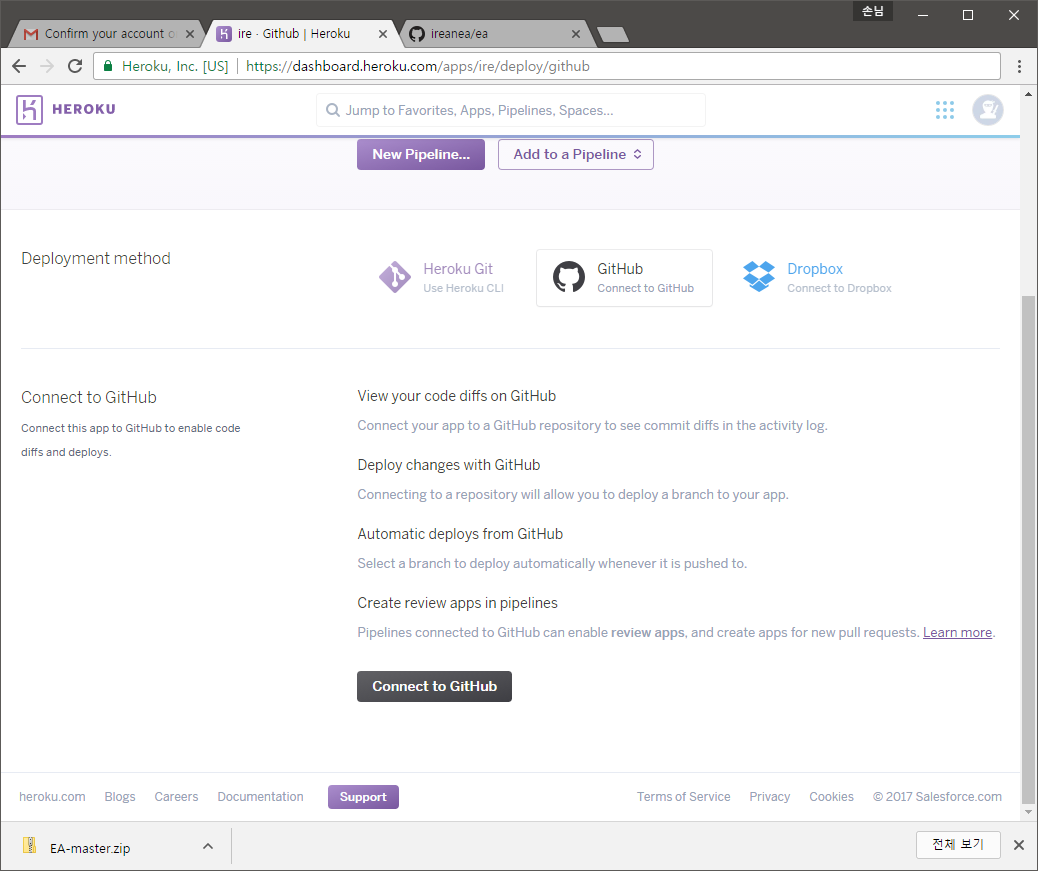 손님
Confirm your account o
ire · Github | Heroku
ireanea/ea
Heroku, Inc. [US]
https://dashboard.heroku.com/apps/ire/deploy/github
HEROKU
Jump to Favorites, Apps, Pipelines, Spaces...
New Pipeline...
Add to a Pipeline
Deployment method
Heroku Git
Use Heroku CLI
GitHub
Connect to GitHub
Dropbox
Connect to Dropbox
Connect to GitHub
Connect this app to GitHub to enable code
diffs and deploys.
View your code diffs on GitHub
Connect your app to a GitHub repository to see commit diffs in the activity log.
Deploy changes with GitHub
Connecting to a repository will allow you to deploy a branch to your app.
Automatic deploys from GitHub
Select a branch to deploy automatically whenever it is pushed to.
Create review apps in pipelines
Pipelines connected to GitHub can enable review apps, and create apps for new pull requests. Learn more.
Connect to GitHub
heroku.com
Blogs
Careers
Documentation
Support
Terms of Service
Privacy
Cookies
© 2017 Salesforce.com
EA-master.zip
전체 보기